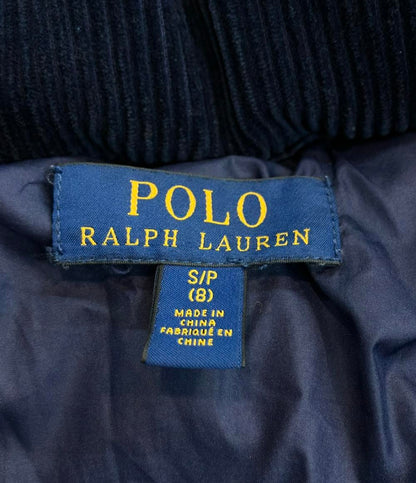 POLO
RALPH LAUREN
S/P
(8)
MADE IN
CHINA
FABRIQUÉ EN
CHINE